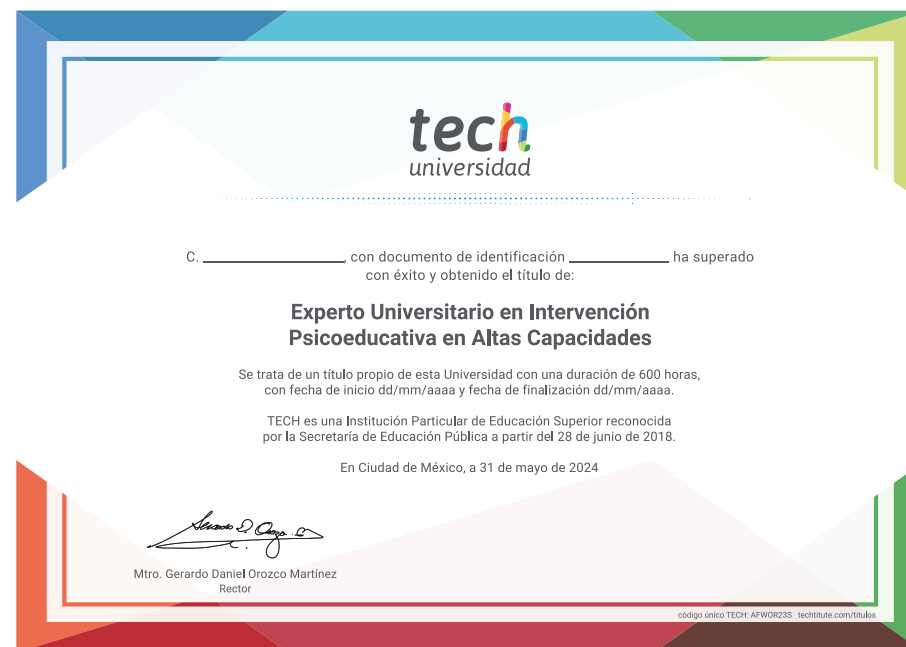 tech
universidad
C. ____________________, con documento de identificación ______________ ha superado
con éxito y obtenido el título de:
Experto Universitario en Intervención
Psicoeducativa en Altas Capacidades
Se trata de un título propio de esta Universidad con una duración de 600 horas,
con fecha de inicio dd/mm/aaaa y fecha de finalización dd/mm/aaaa.
TECH es una Institución Particular de Educación Superior reconocida
por la Secretaría de Educación Pública a partir del 28 de junio de 2018.
En Ciudad de México, a 31 de mayo de 2024
Mtro. Gerardo Daniel Orozco Martínez
Rector
código único TECH: AFWOR23S techtitute.com/titulos